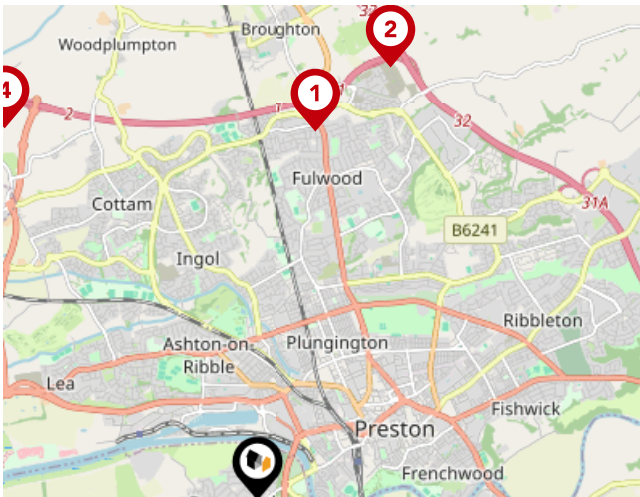 Broughton
Woodplumpton
2
4
1
2
1
32
Fulwood
31A
Cottam
B6241
Ingol
Ribbleton
Ashton-on-
Ribble
Plungington
Lea
Fishwick
Preston
Frenchwood